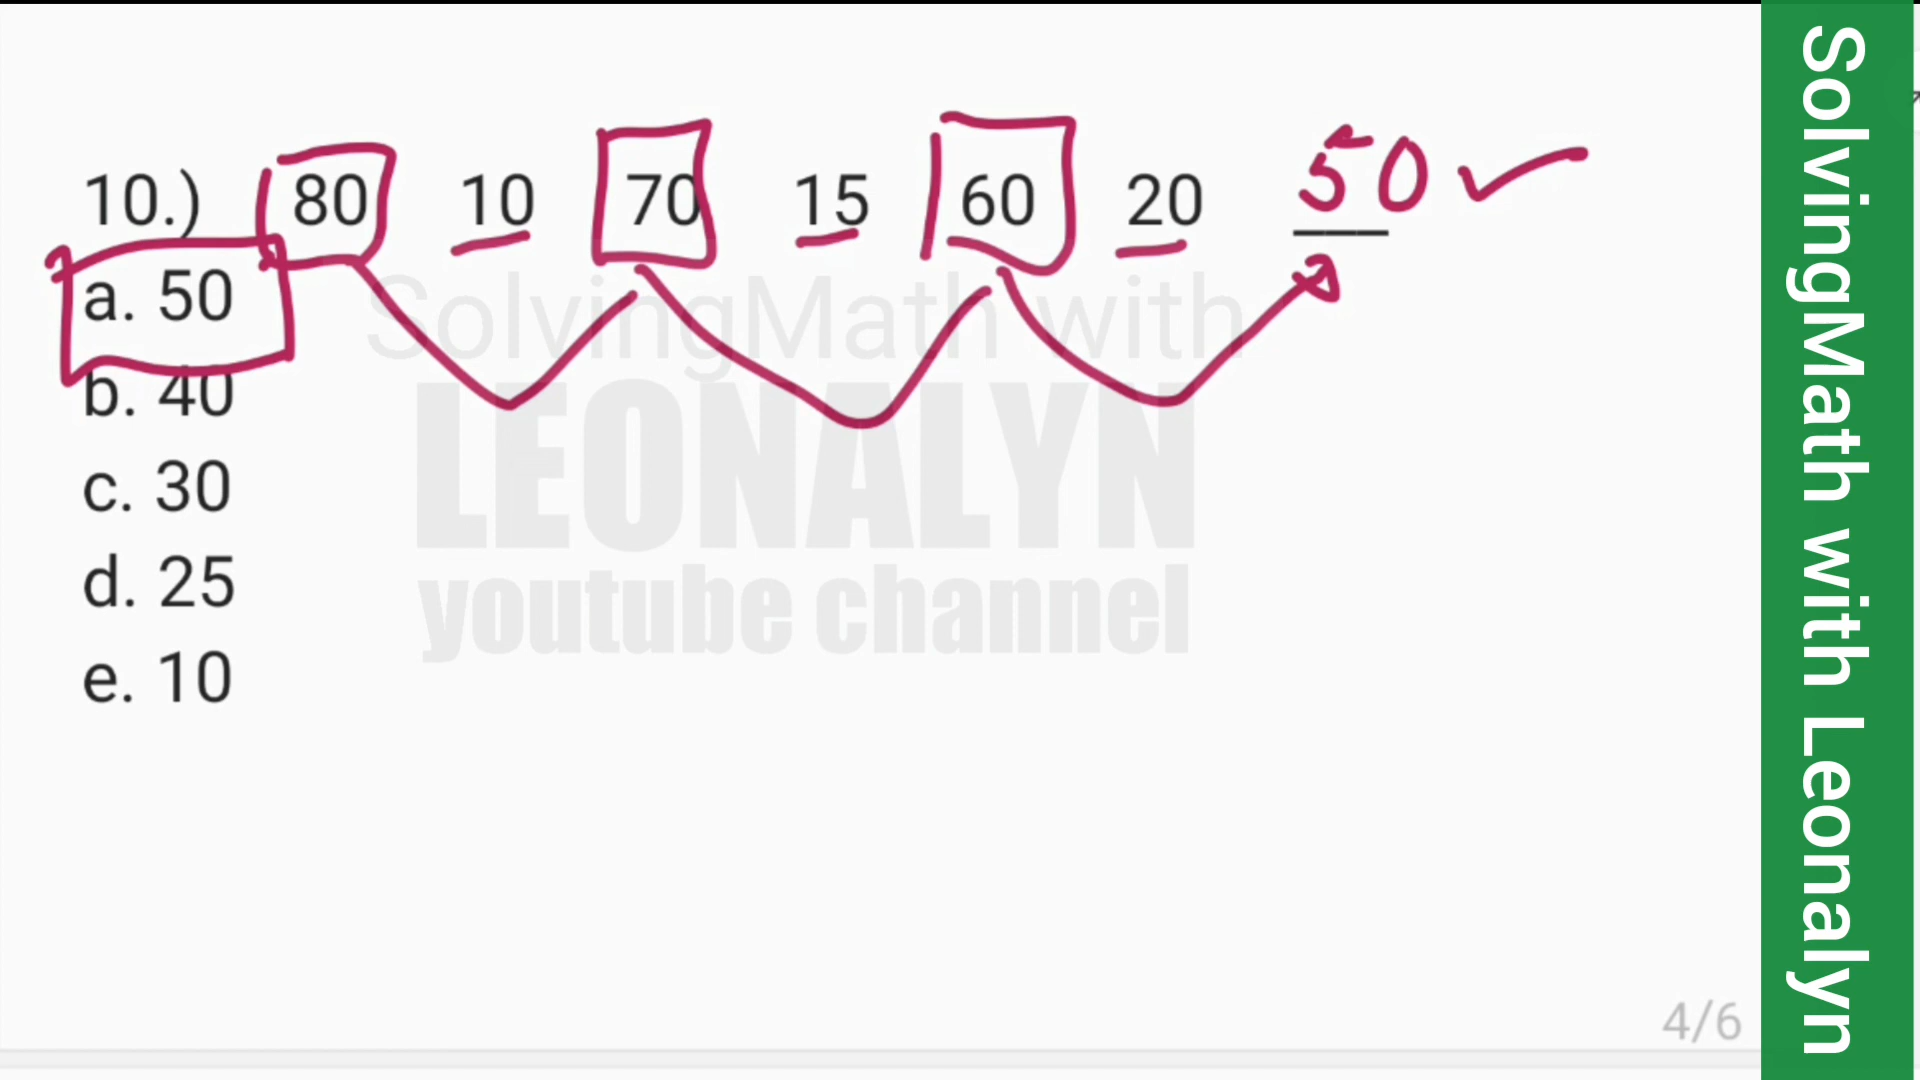 10.) 80 10 70 15 60 20 50
a. 50
b. 40
c. 30
d. 25
e. 10
SolvingMath with
LEONALYN
youtube channel
4/6
SolvingMath with Leonalyn